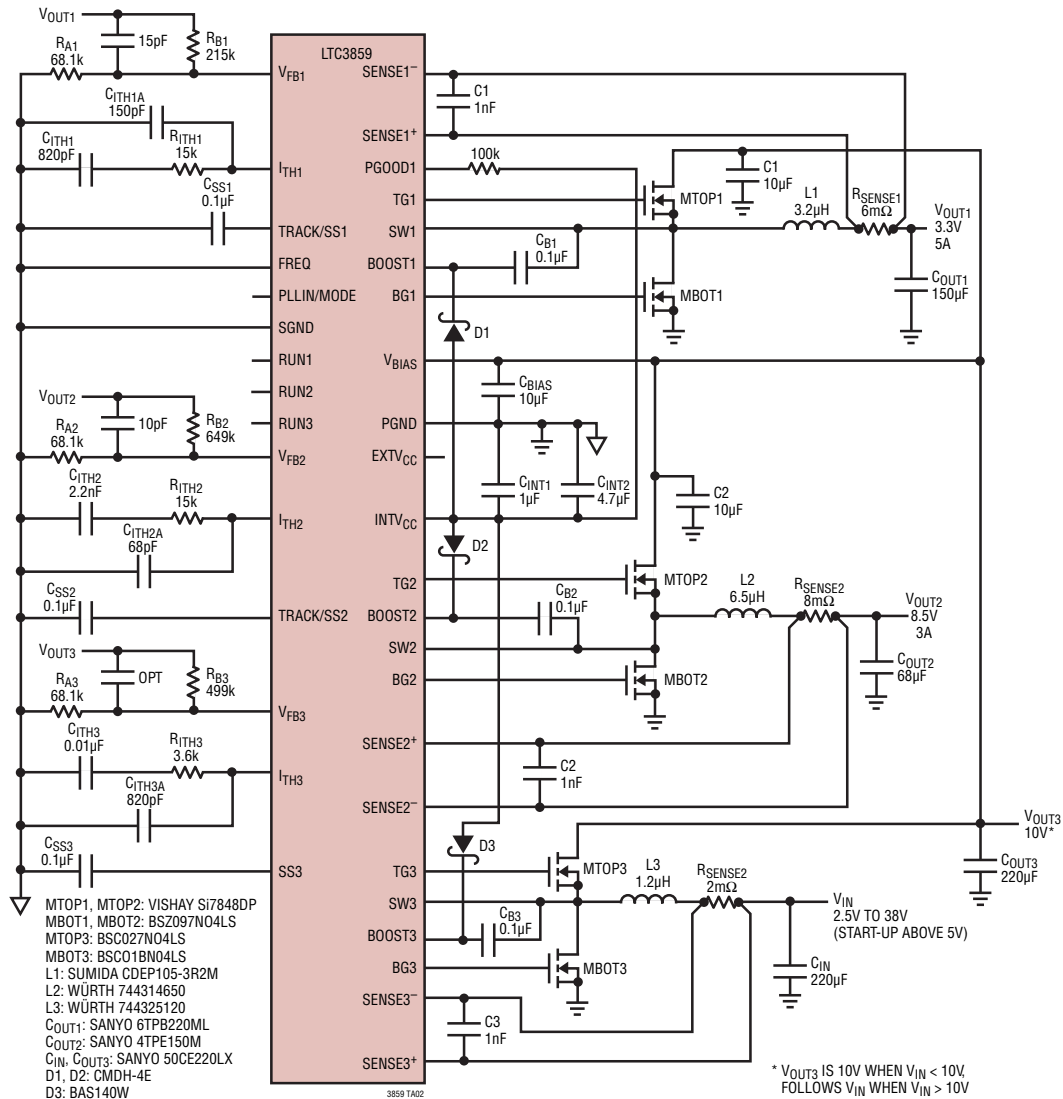 VOUT1
15pF
RB1
215k
RA1
68.1k
VFB1
LTC3859
SENSE1−
C1
1nF
SENSE1+
CITH1A
150pF
CITH1
820pF
RITH1
15k
ITH1
PGOOD1
100k
CSS1
0.1µF
TG1
MTOP1
C1
10µF
L1
3.2µH
RSENSE1
6mΩ
VOUT1
3.3V
5A
TRACK/SS1
SW1
CB1
0.1µF
FREQ
BOOST1
PLLIN/MODE
BG1
MBOT1
COUT1
150µF
SGND
D1
RUN1
VBIAS
RUN2
CBIAS
10µF
VOUT2
10pF
RB2
649k
RA2
68.1k
RUN3
PGND
VFB2
EXTVCC
CINT1
1µF
CINT2
4.7µF
C2
10µF
CITH2
2.2nF
RITH2
15k
ITH2
INTVCC
CITH2A
68pF
D2
TG2
MTOP2
L2
6.5µH
RSENSE2
8mΩ
VOUT2
8.5V
3A
CSS2
0.1µF
TRACK/SS2
BOOST2
CB2
0.1µF
SW2
VOUT3
OPT
RB3
499k
RA3
68.1k
BG2
MBOT2
COUT2
68µF
VFB3
SENSE2+
CITH3
0.01µF
RITH3
3.6k
ITH3
C2
1nF
CITH3A
820pF
SENSE2−
VOUT3
10V*
CSS3
0.1µF
SS3
D3
TG3
MTOP3
L3
1.2µH
RSENSE2
2mΩ
COUT3
220µF
SW3
VIN
2.5V TO 38V
(START-UP ABOVE 5V)
BOOST3
CB3
0.1µF
BG3
MBOT3
CIN
220µF
SENSE3−
C3
1nF
SENSE3+
MTOP1, MTOP2: VISHAY Si7848DP
MBOT1, MBOT2: BSZ097NO4LS
MTOP3: BSC027NO4LS
MBOT3: BSCO1BNO4LS
L1: SUMIDA CDEP105-3R2M
L2: WÜRTH 744314650
L3: WÜRTH 744325120
COUT1: SANYO 6TPB220ML
COUT2: SANYO 4TPE150M
CIN, COUT3: SANYO 50CE220LX
D1, D2: CMDH-4E
D3: BAS140W
3859 TA02
* VOUT3 IS 10V WHEN VIN < 10V,
FOLLOWS VIN WHEN VIN > 10V